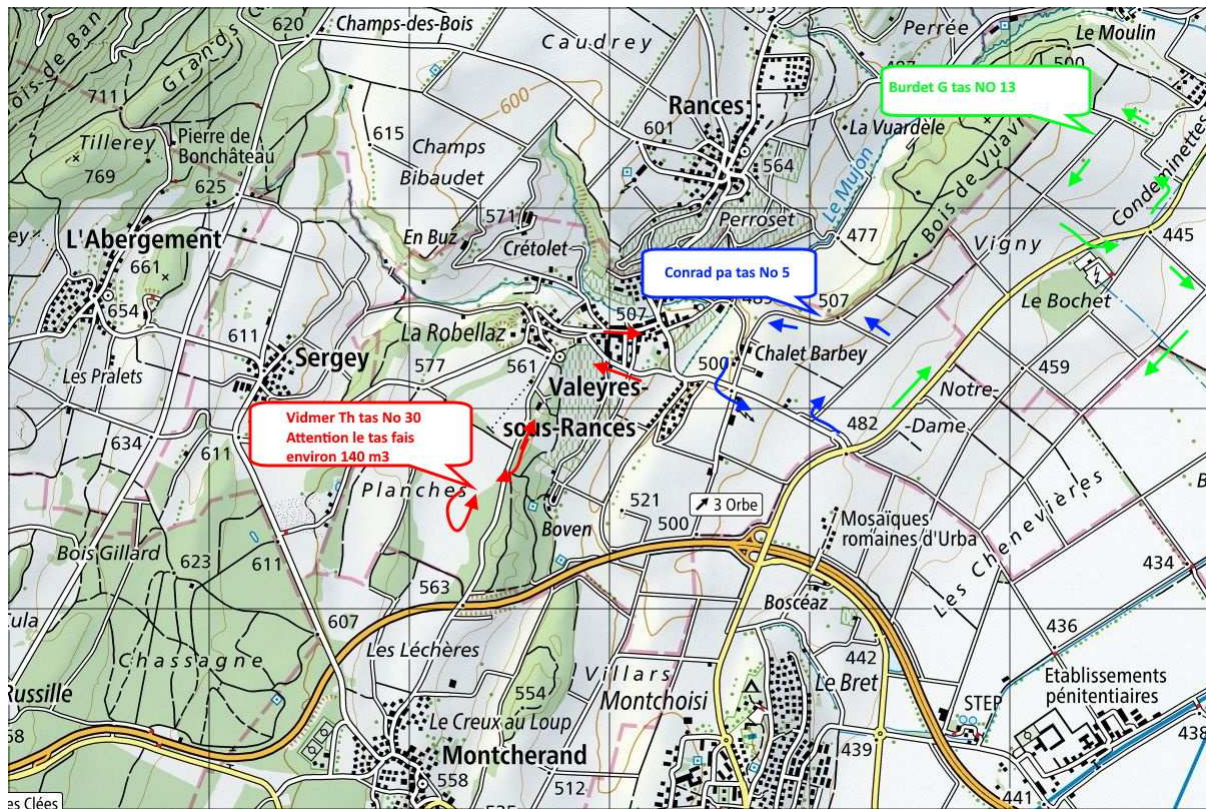 620
Champs-des-Bois
Caudrey
Perrée
Le Moulin
Grands
711
600
Rances
Burdet G tas NO 13
500
Tillerey
Pierre de
Bonchâteau
615
601
La Vuardèle
769
Champs
Bibaudet
564
625
Le Mujon
Bois de Vuavr
Condeminettes
571
Perroset
L'Abergement
En Buz
Crétolet
477
Vigny
445
661
Conrad pa tas No 5
654
507
507
Le Bochet
611
La Robellaz
Sergey
577
561
500
Chalet Barbey
459
Les Pralets
Valeyres-
sous-Rances
Notre-
-Dame
Vidmer Th tas No 30
Attention le tas fais
environ 140 m3
482
634
611
Planches
521
3 Orbe
500
Boven
Mosaïques
romaines d'Urba
Les Chenevières
Bois Gillard
623
611
563
434
Boscéaz
607
436
Chassagne
Les Léchères
442
Villars
Montchoisi
Le Bret
Etablissements
pénitentiaires
Russille
554
STEP
Le Creux au Loup
439
438
Montcherand
558
512
441
es Clées